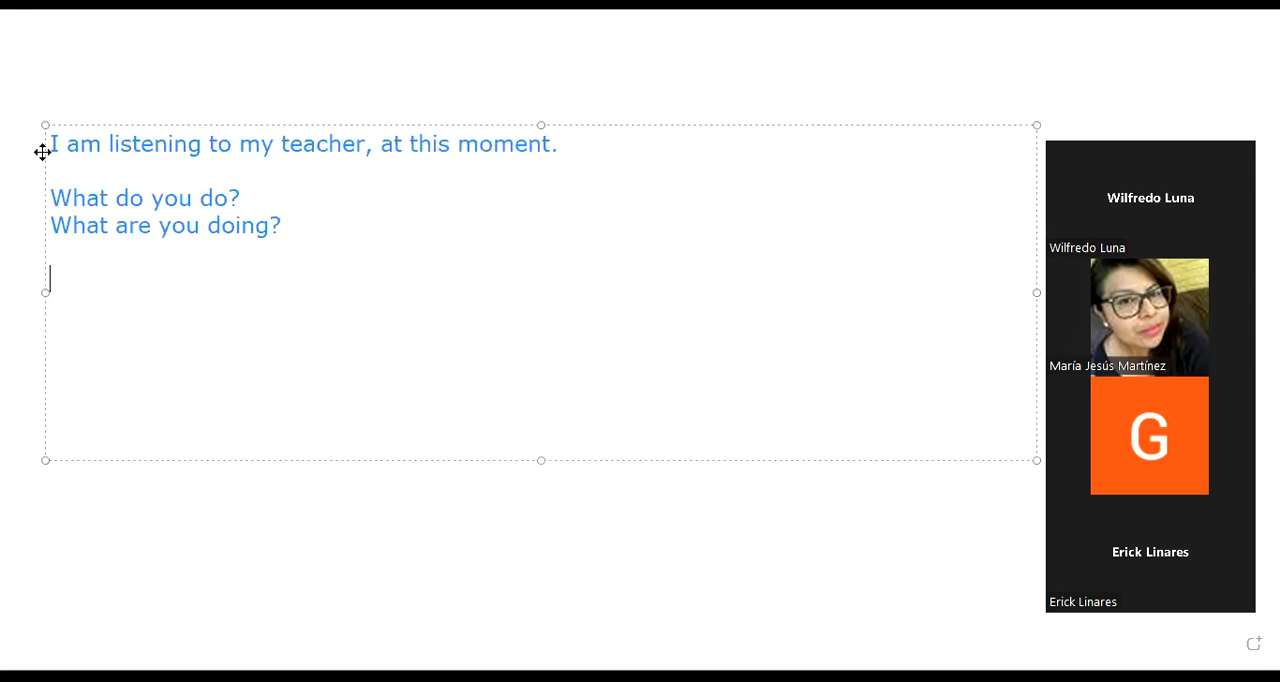 I am listening to my teacher, at this moment.
What do you do?
What are you doing?
Wilfredo Luna
Wilfredo Luna
María Jesús Martínez
G
Erick Linares
Erick Linares